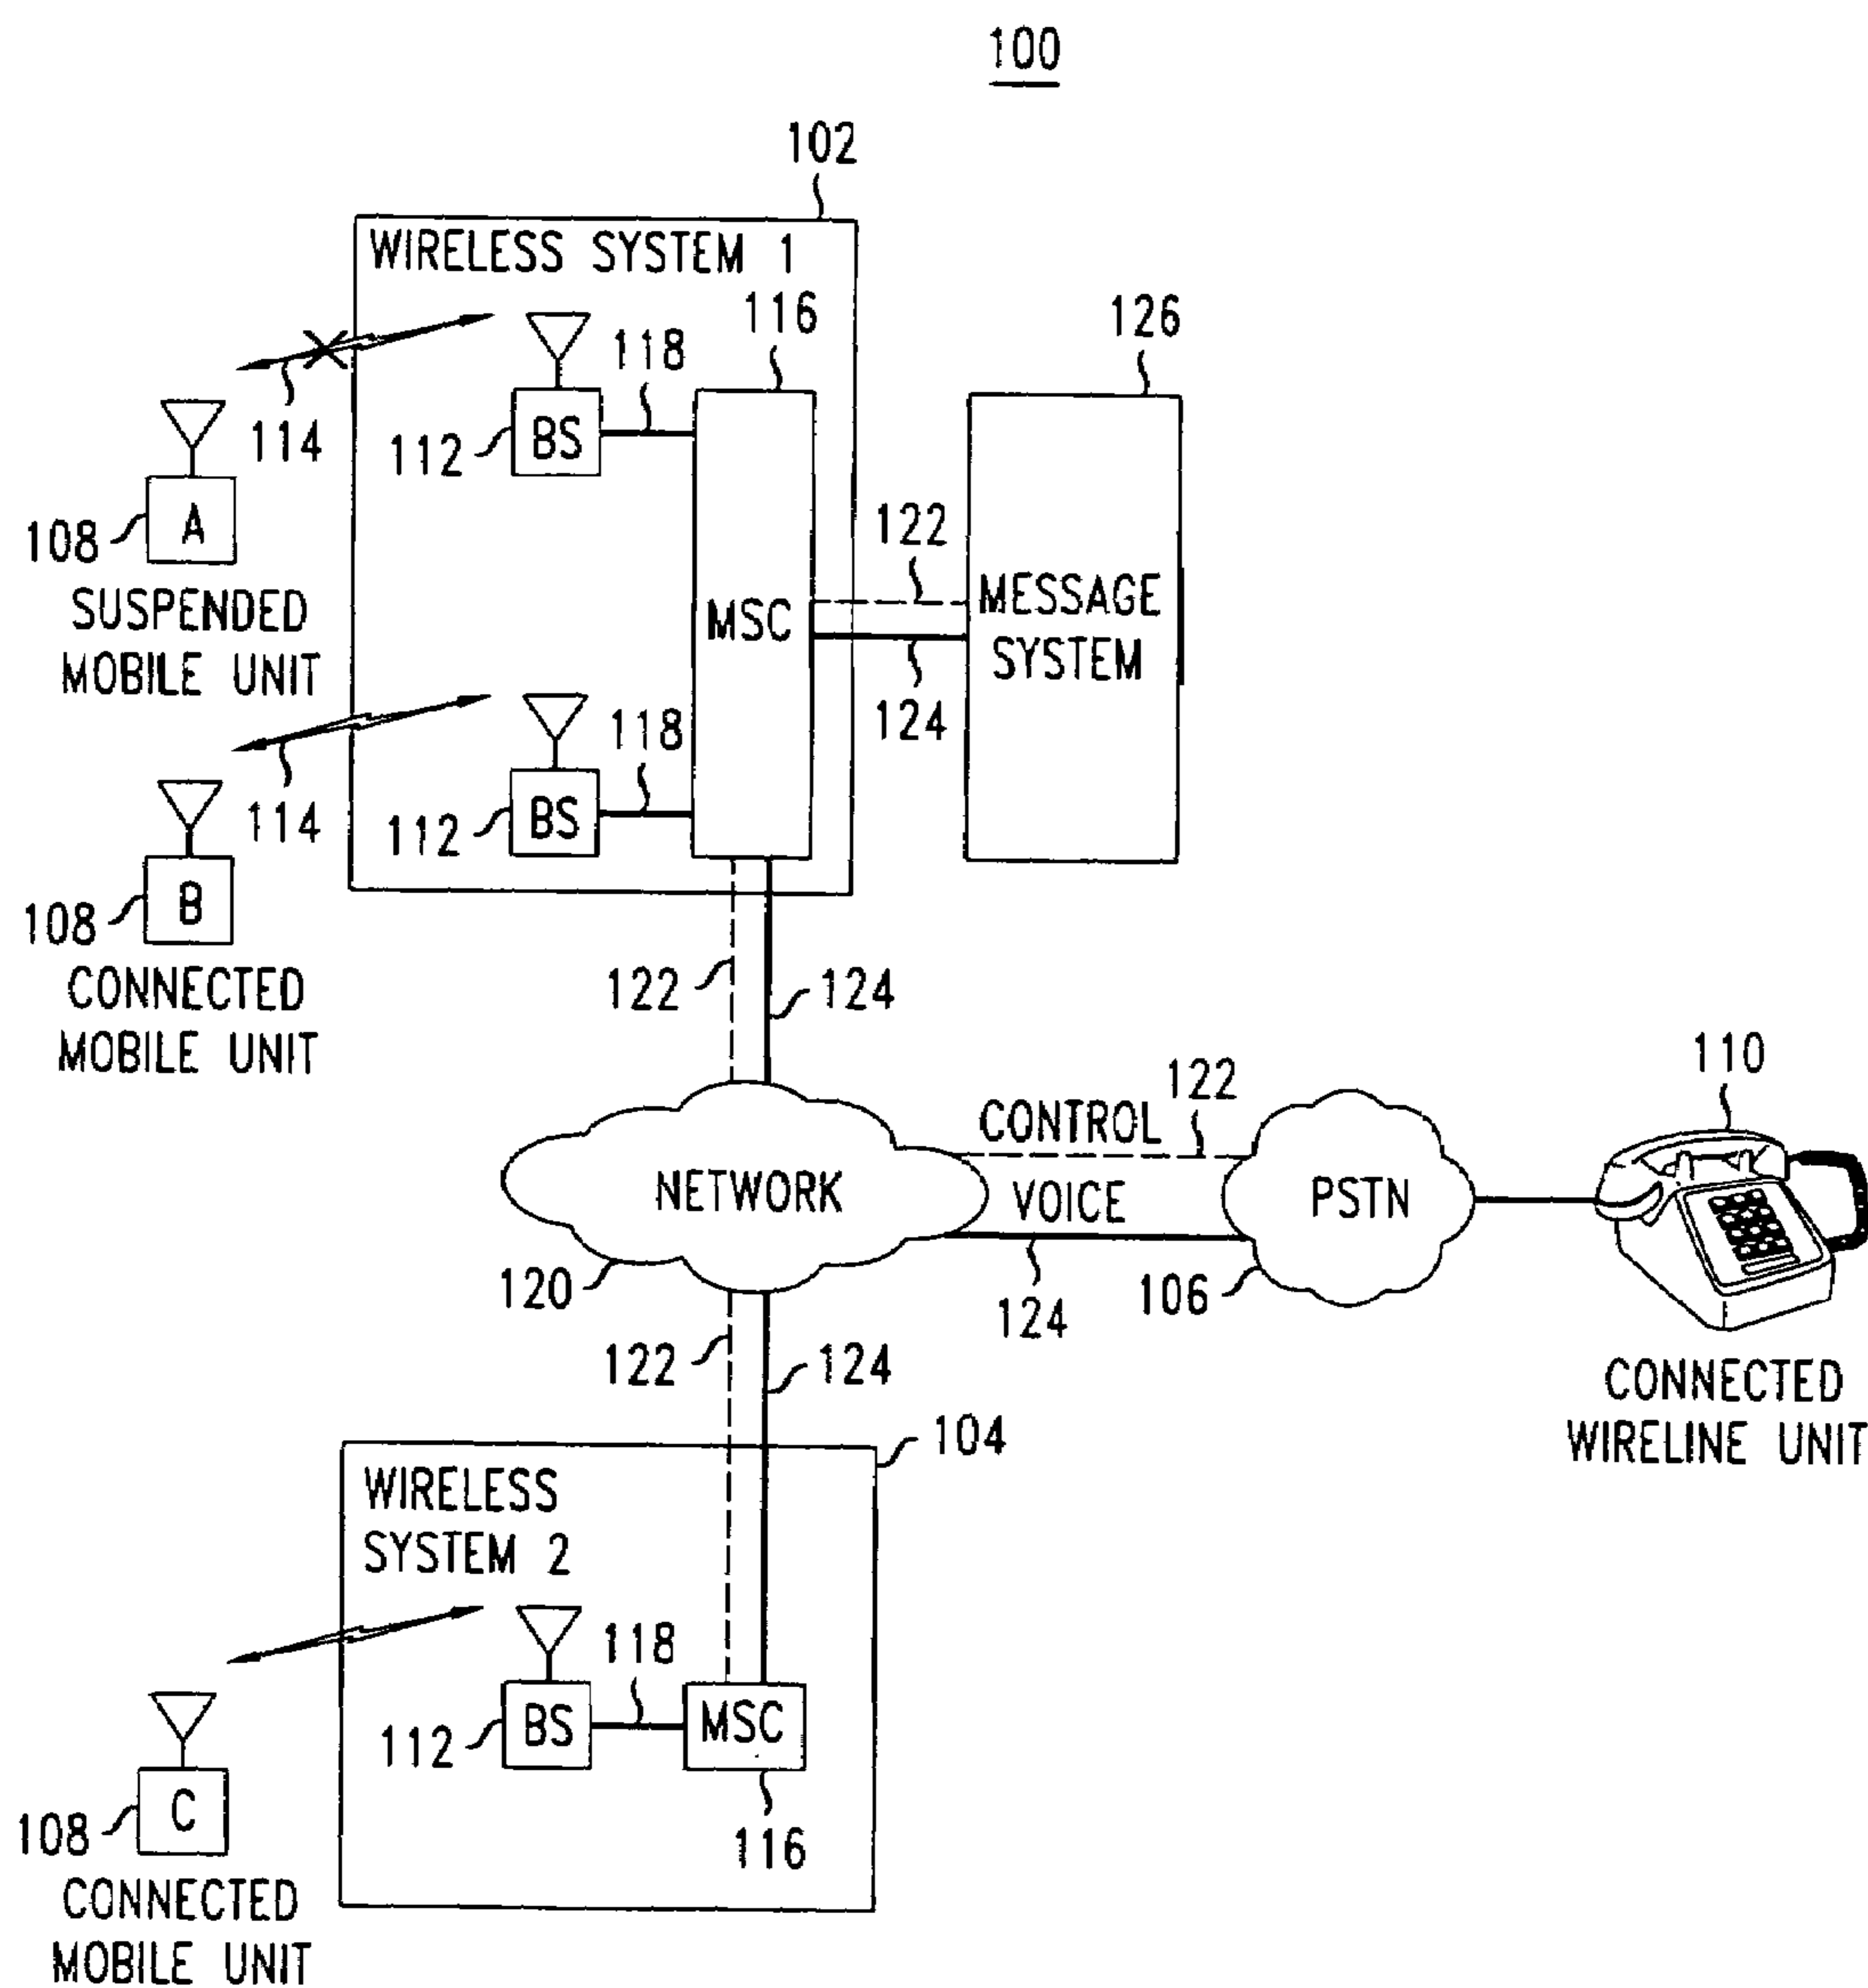 100
102
WIRELESS SYSTEM 1
116
126
118
114
112
BS
A
108
SUSPENDED
MOBILE UNIT
MSC
122
MESSAGE
SYSTEM
124
118
114
112
BS
B
108
CONNECTED
MOBILE UNIT
122
124
110
CONTROL
122
NETWORK
VOICE
PSTN
120
124
106
122
124
CONNECTED
WIRELINE UNIT
104
WIRELESS
SYSTEM 2
118
112
BS
MSC
C
108
116
CONNECTED
MOBILE UNIT